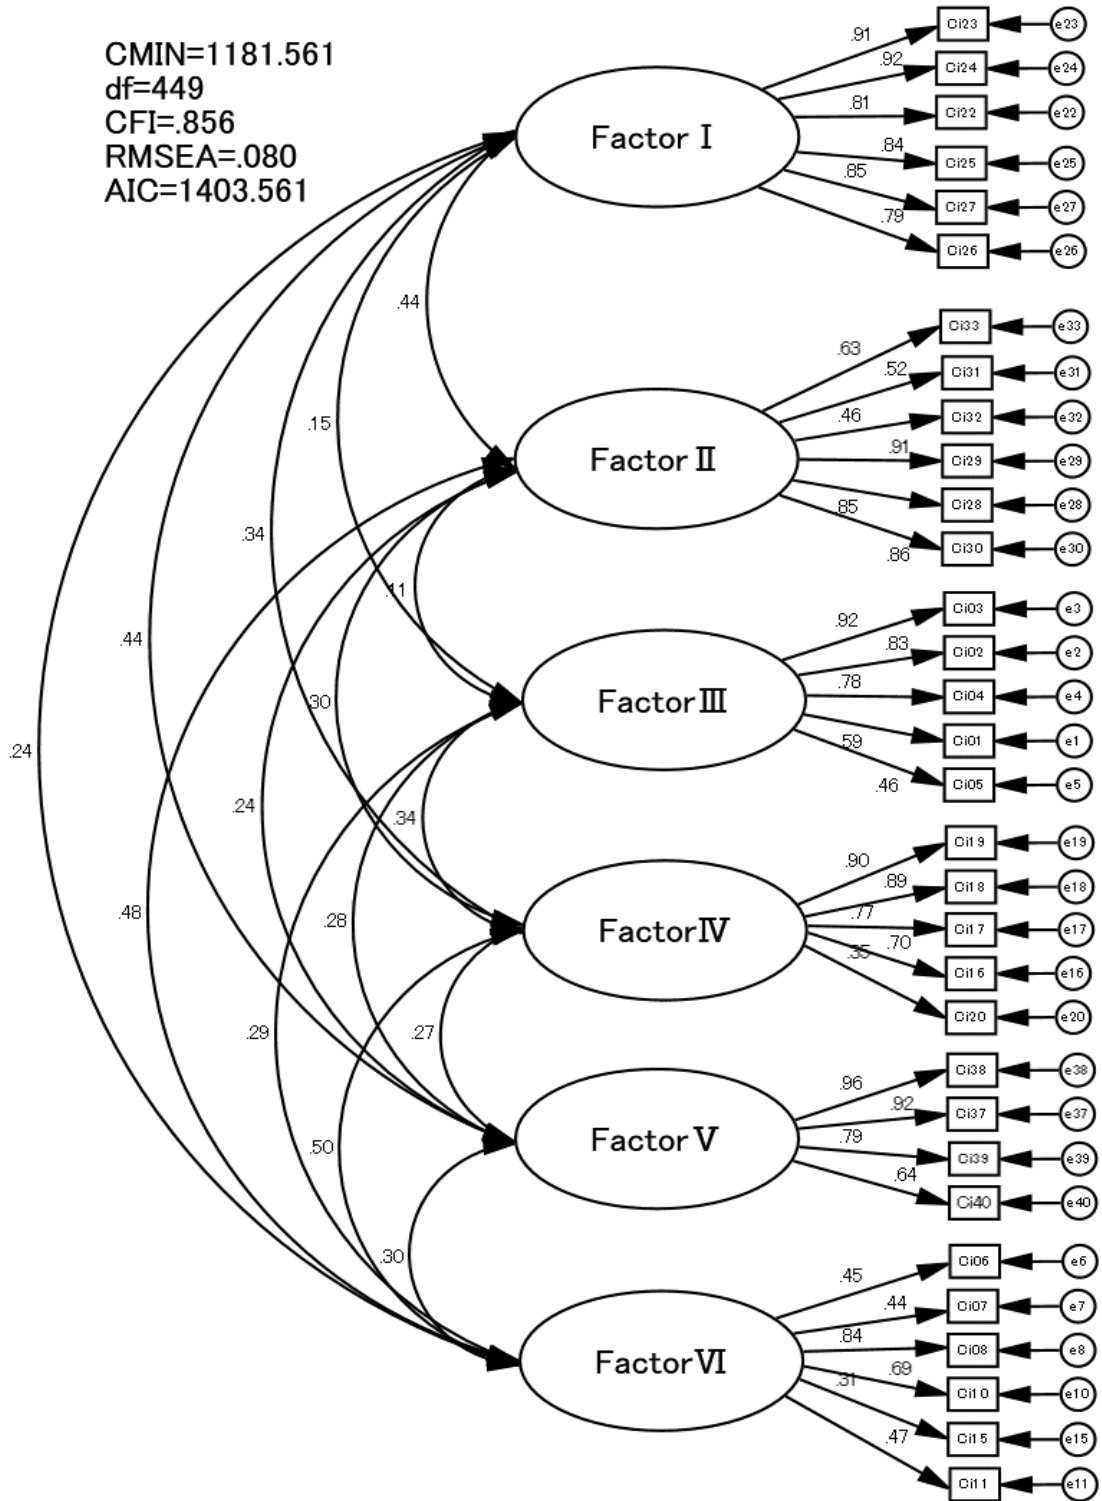 CMIN=1181.561
df=449
CFI=.856
RMSEA=.080
AIC=1403.561
Factor Ⅰ
.91
Ci23
e23
.92
Ci24
e24
.81
Ci22
e22
.84
Ci25
e25
.85
Ci27
e27
.79
Ci26
e26
.44
.15
.34
.44
.24
Factor Ⅱ
.63
Ci33
e33
.52
Ci31
e31
.46
Ci32
e32
.91
Ci29
e29
.85
Ci28
e28
.86
Ci30
e30
.11
.30
.24
.48
FactorⅢ
.92
Ci03
e3
.83
Ci02
e2
.78
Ci04
e4
.59
Ci01
e1
.46
Ci05
e5
.34
.28
.29
FactorⅣ
.90
Ci19
e19
.89
Ci18
e18
.77
Ci17
e17
.70
Ci16
e16
.35
Ci20
e20
.27
.50
Factor Ⅴ
.96
Ci38
e38
.92
Ci37
e37
.79
Ci39
e39
.64
Ci40
e40
.30
FactorⅥ
.45
Ci06
e6
.44
Ci07
e7
.84
Ci08
e8
.69
Ci10
e10
.31
Ci15
e15
.47
Ci11
e11